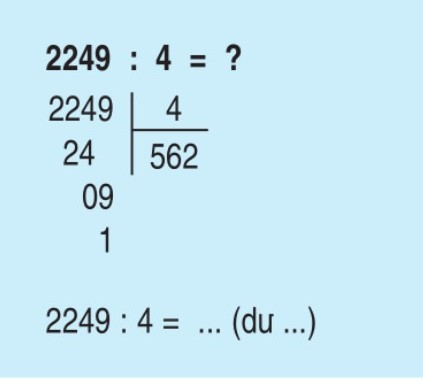 2249 : 4 = ?
2249 4
24 562
09
1
2249 : 4 = ... (dư ...)